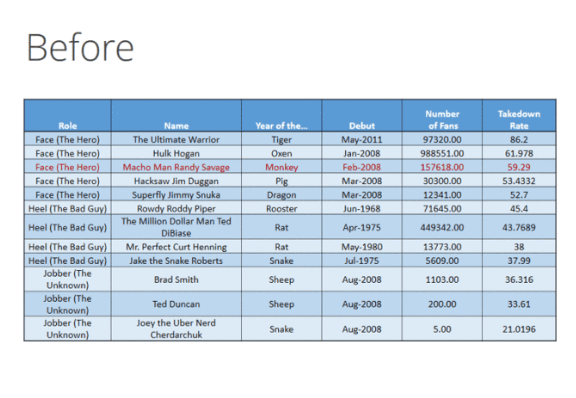 Before
Role Name Year of the... Debut Number of Fans Takedown Rate
Face (The Hero) The Ultimate Warrior Tiger May-2011 97320.00 86.2
Face (The Hero) Hulk Hogan Oxen Jan-2008 988551.00 61.978
Face (The Hero) Macho Man Randy Savage Monkey Feb-2008 157618.00 59.29
Face (The Hero) Hacksaw Jim Duggan Pig Mar-2008 30300.00 53.4332
Face (The Hero) Superfly Jimmy Snuka Dragon Mar-2008 12341.00 52.7
Heel (The Bad Guy) Rowdy Roddy Piper Rooster Jun-1968 71645.00 45.4
Heel (The Bad Guy) The Million Dollar Man Ted DiBiase Rat Apr-1975 449342.00 43.7689
Heel (The Bad Guy) Mr. Perfect Curt Henning Rat May-1980 13773.00 38
Heel (The Bad Guy) Jake the Snake Roberts Snake Jul-1975 5609.00 37.99
Jobber (The Unknown) Brad Smith Sheep Aug-2008 1103.00 36.316
Jobber (The Unknown) Ted Duncan Sheep Aug-2008 200.00 33.61
Jobber (The Unknown) Joey the Uber Nerd Cherdarchuk Snake Aug-2008 5.00 21.0196